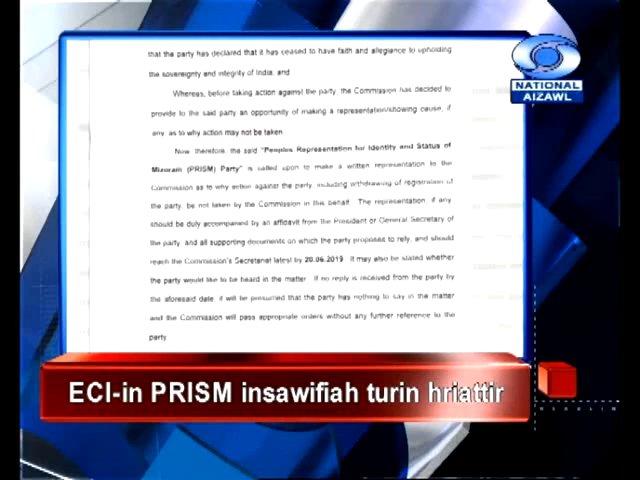 that the party has declared that it has ceased to have faith and allegiance to upholding
the sovereignty and integrity of India, and
Whereas, before taking action against the party, the Commission has decided to
provide to the said party an opportunity of making a representation/showing cause, if
any, as to why action may not be taken
Now, therefore, the said "Peoples Representation for Identity and Status of
Mizoram (PRISM) Party" is called upon to make a written representation to the
Commission as to why action against the party, including withdrawing of registration of
the party, be not taken by the Commission in this behalf. The representation, if any
should be duly accompanied by an affidavit from the President or General Secretary of
the party and all supporting documents on which the party proposes to rely, and should
reach the Commission's Secretariat latest by 20.06.2019. It may also be stated whether
the party would like to be heard in the matter. If no reply is received from the party by
the aforesaid date, it will be presumed that the party has nothing to say in the matter
and the Commission will pass appropriate orders without any further reference to the
party
NATIONAL
AIZAWL
ECI-in PRISM insawifiah turin hriattir